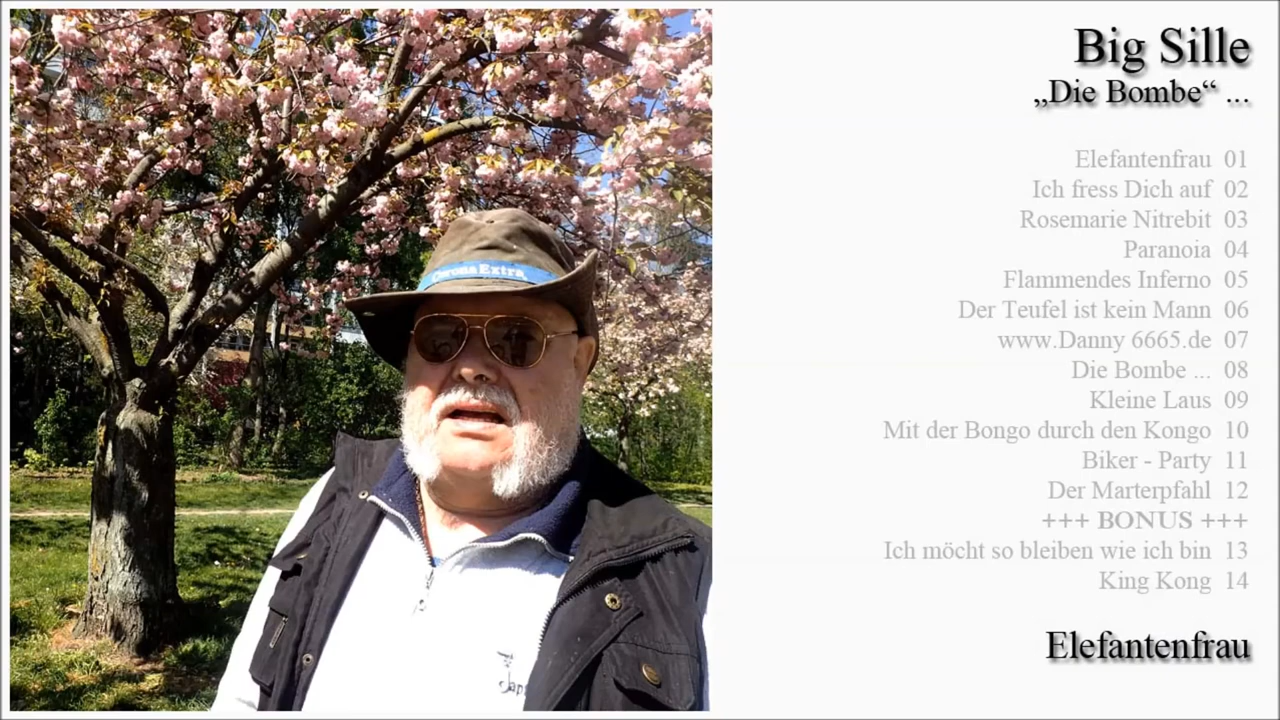 Big Sille
„Die Bombe“ ...
Elefantenfrau 01
Ich fress Dich auf 02
Rosemarie Nitrebit 03
Paranoia 04
Flammendes Inferno 05
Der Teufel ist kein Mann 06
www.Danny 6665.de 07
Die Bombe ... 08
Kleine Laus 09
Mit der Bongo durch den Kongo 10
Biker - Party 11
Der Marterpfahl 12
+++ BONUS +++
Ich möcht so bleiben wie ich bin 13
King Kong 14
Elefantenfrau
Corona Extra